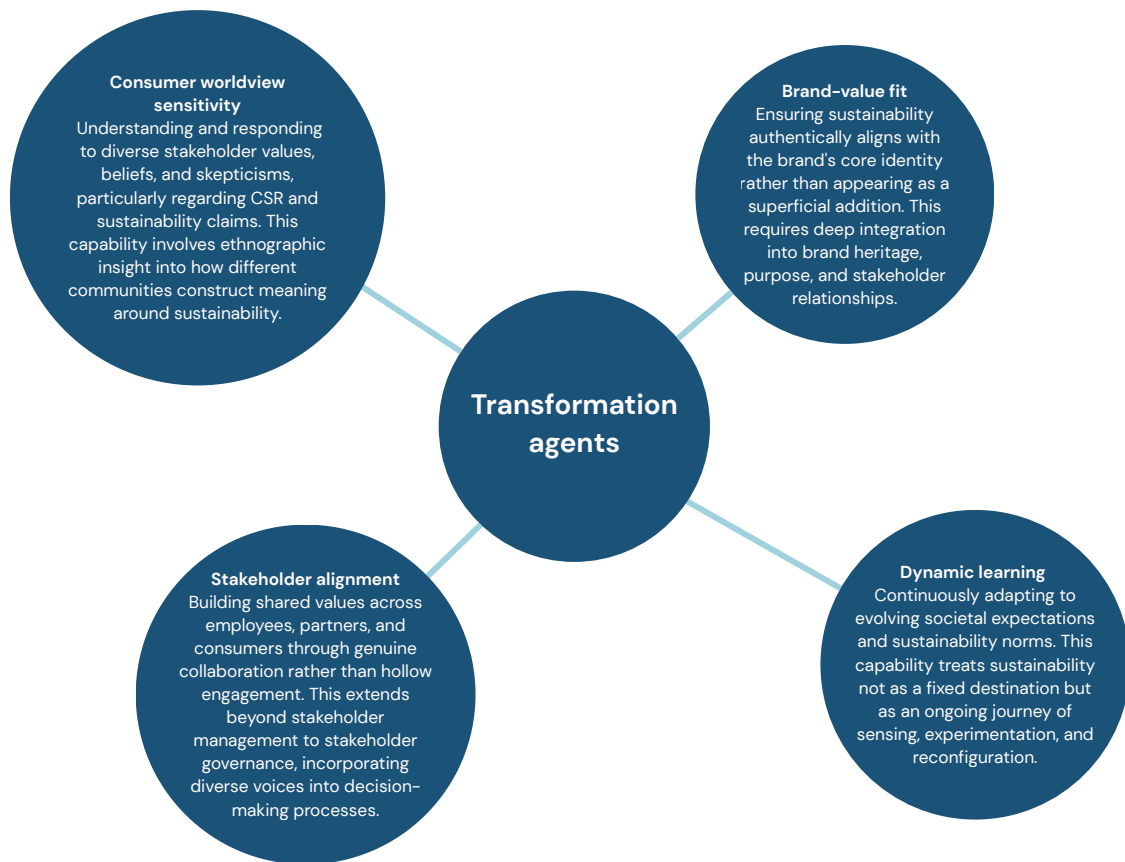 Consumer worldview
sensitivity
Understanding and responding
to diverse stakeholder values,
beliefs, and skepticisms,
particularly regarding CSR and
sustainability claims. This
capability involves ethnographic
insight into how different
communities construct meaning
around sustainability.
Brand-value fit
Ensuring sustainability
authentically aligns with
the brand's core identity
rather than appearing as a
superficial addition. This
requires deep integration
into brand heritage,
purpose, and stakeholder
relationships.
Transformation
agents
Stakeholder alignment
Building shared values across
employees, partners, and
consumers through genuine
collaboration rather than hollow
engagement. This extends
beyond stakeholder
management to stakeholder
governance, incorporating
diverse voices into decision-
making processes.
Dynamic learning
Continuously adapting to
evolving societal expectations
and sustainability norms. This
capability treats sustainability
not as a fixed destination but
as an ongoing journey of
sensing, experimentation, and
reconfiguration.